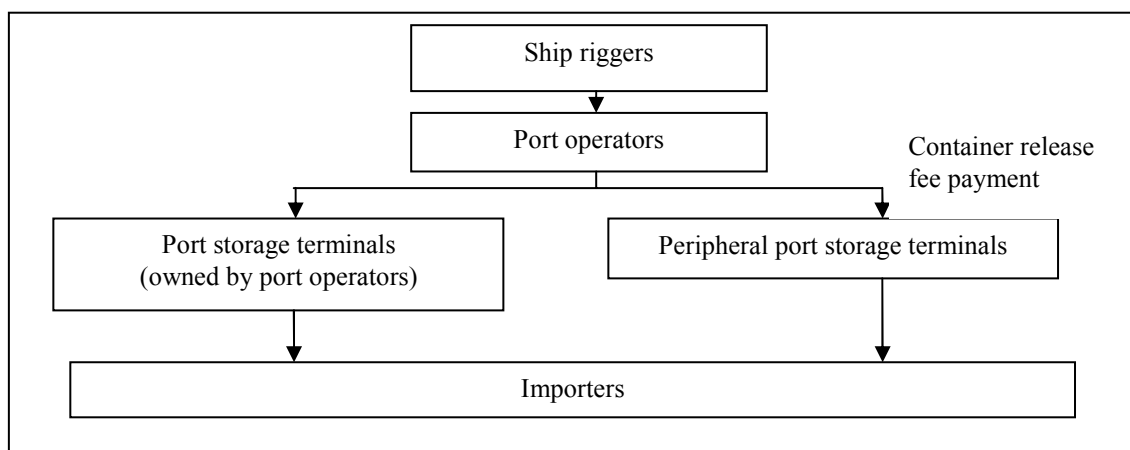 Ship riggers
Port operators
Container release
fee payment
Port storage terminals
(owned by port operators)
Peripheral port storage terminals
Importers